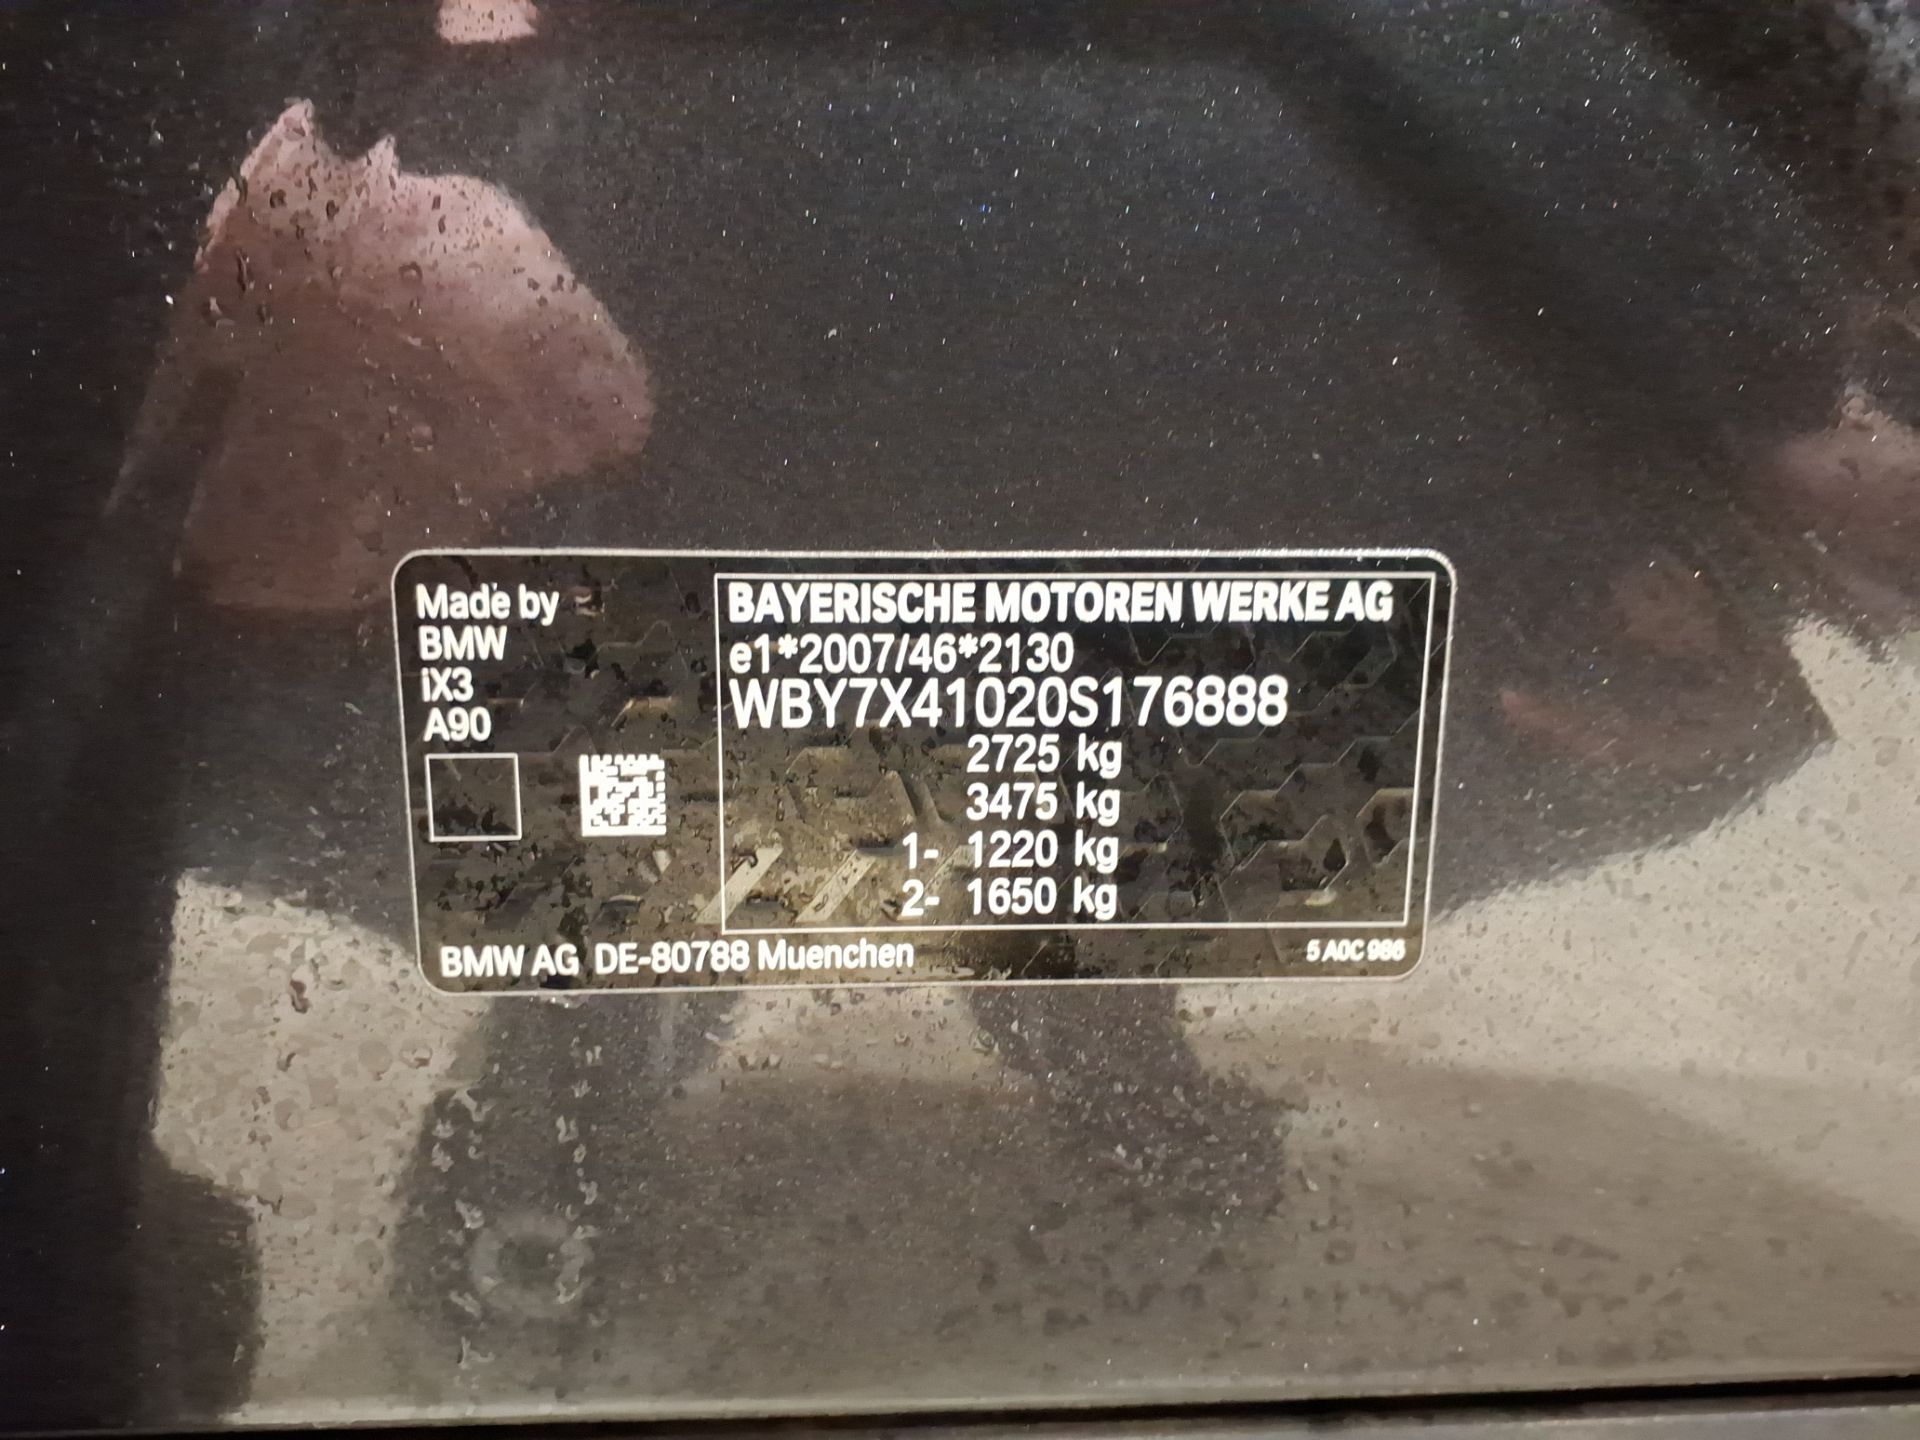 Made by
BMW
iX3
A90
BAYERISCHE MOTOREN WERKE AG
e1*2007/46*2130
WBY7X41020S176888
2725 kg
3475 kg
1- 1220 kg
2- 1650 kg
BMW AG DE-80788 Muenchen
5 A0C 986